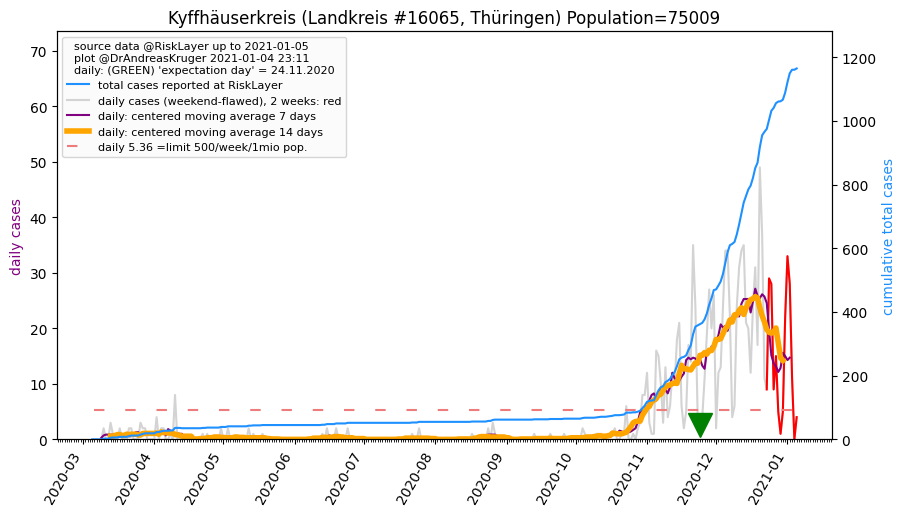 Kyffhäuserkreis (Landkreis #16065, Thüringen) Population=75009
source data @RiskLayer up to 2021-01-05
plot @DrAndreasKruger 2021-01-04 23:11
daily: (GREEN) 'expectation day' = 24.11.2020
total cases reported at RiskLayer
daily cases (weekend-flawed), 2 weeks: red
daily: centered moving average 7 days
daily: centered moving average 14 days
daily 5.36 =limit 500/week/1mio pop.
daily cases
70
60
50
40
30
20
10
0
1200
1000
800
600
400
200
0
cumulative total cases
2020-03
2020-04
2020-05
2020-06
2020-07
2020-08
2020-09
2020-10
2020-11
2020-12
2021-01